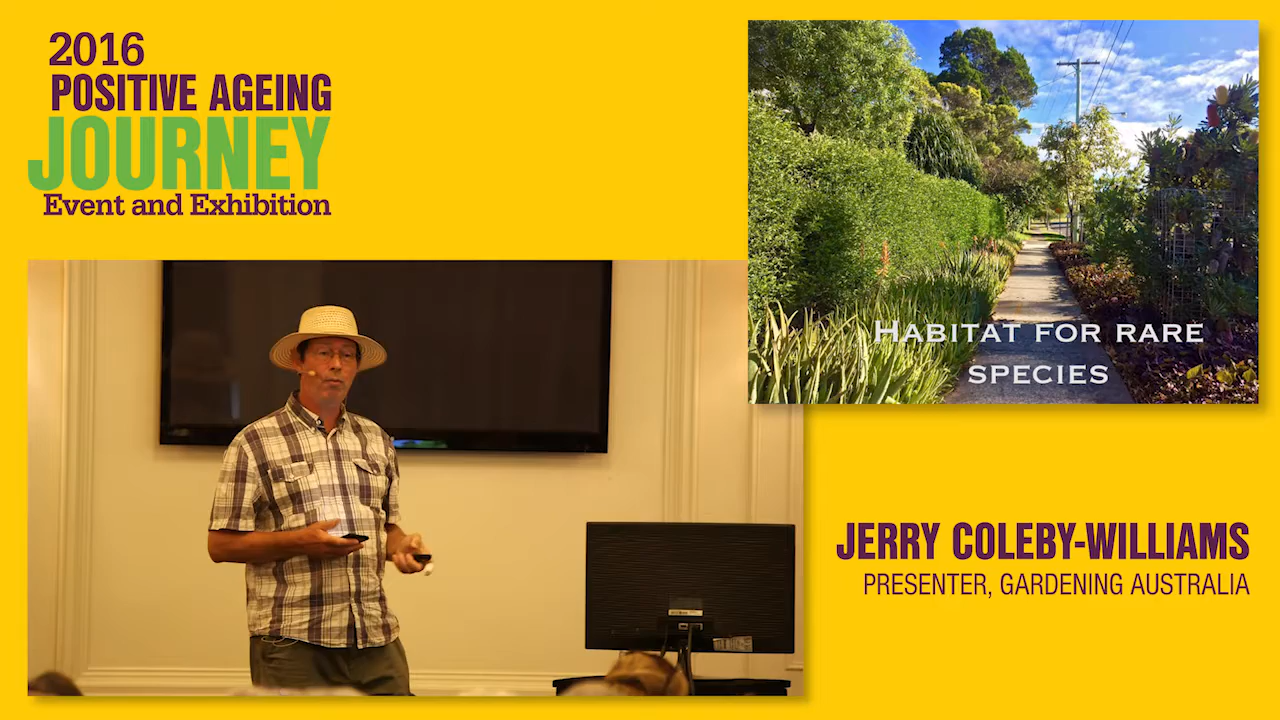 2016
POSITIVE AGEING
JOURNEY
Event and Exhibition
HABITAT FOR RARE
SPECIES
JERRY COLEBY-WILLIAMS
PRESENTER, GARDENING AUSTRALIA